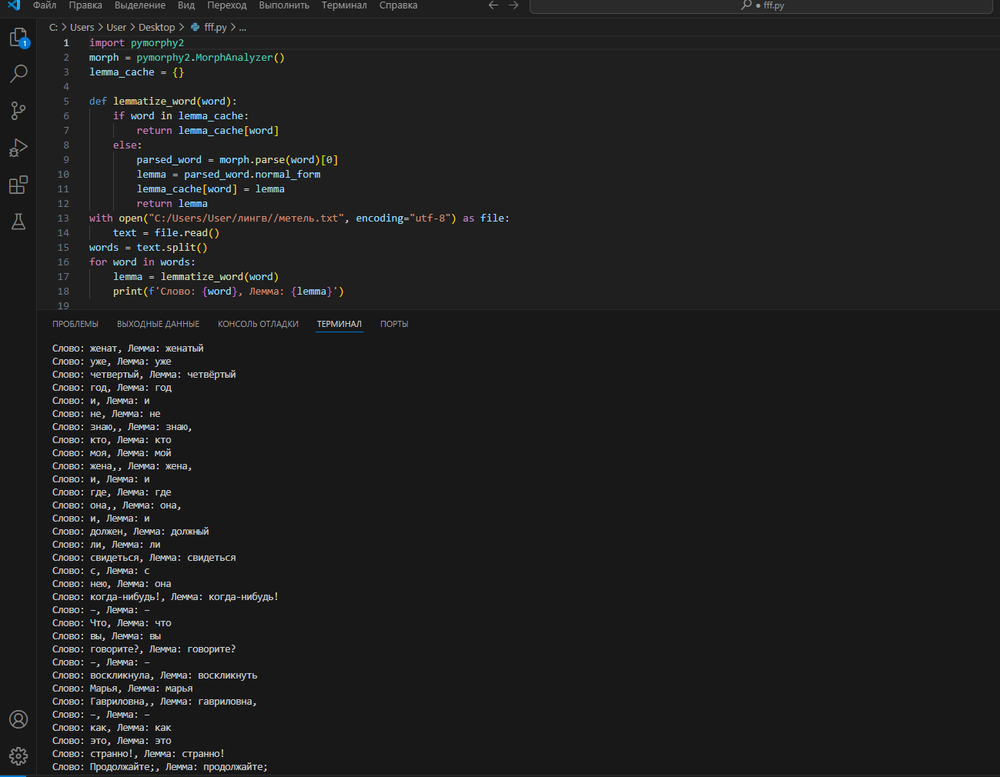 Файл Правка Выделение Вид Переход Выполнить Терминал Справка fff.py
C: > Users > User > Desktop > fff.py > ...
1 import pymorphy2
2 morph = pymorphy2.MorphAnalyzer()
3 lemma_cache = {}
4
5 def lemmatize_word(word):
6 if word in lemma_cache:
7 return lemma_cache[word]
8 else:
9 parsed_word = morph.parse(word)[0]
10 lemma = parsed_word.normal_form
11 lemma_cache[word] = lemma
12 return lemma
13 with open("C:/Users/User/лингв//метель.txt", encoding="utf-8") as file:
14 text = file.read()
15 words = text.split()
16 for word in words:
17 lemma = lemmatize_word(word)
18 print(f'Слово: {word}, Лемма: {lemma}')
19
1
ПРОБЛЕМЫ ВЫХОДНЫЕ ДАННЫЕ КОНСОЛЬ ОТЛАДКИ ТЕРМИНАЛ ПОРТЫ
Слово: женат, Лемма: женатый
Слово: уже, Лемма: уже
Слово: четвертый, Лемма: четвёртый
Слово: год, Лемма: год
Слово: и, Лемма: и
Слово: не, Лемма: не
Слово: знаю,, Лемма: знаю,
Слово: кто, Лемма: кто
Слово: моя, Лемма: мой
Слово: жена,, Лемма: жена,
Слово: и, Лемма: и
Слово: где, Лемма: где
Слово: она,, Лемма: она,
Слово: и, Лемма: и
Слово: должен, Лемма: должный
Слово: ли, Лемма: ли
Слово: свидеться, Лемма: свидеться
Слово: с, Лемма: с
Слово: нею, Лемма: она
Слово: когда-нибудь!, Лемма: когда-нибудь!
Слово: –, Лемма: –
Слово: Что, Лемма: что
Слово: вы, Лемма: вы
Слово: говорите?, Лемма: говорите?
Слово: –, Лемма: –
Слово: воскликнула, Лемма: воскликнуть
Слово: Марья, Лемма: марья
Слово: Гавриловна,, Лемма: гавриловна,
Слово: –, Лемма: –
Слово: как, Лемма: как
Слово: это, Лемма: это
Слово: странно!, Лемма: странно!
Слово: Продолжайте;, Лемма: продолжайте;